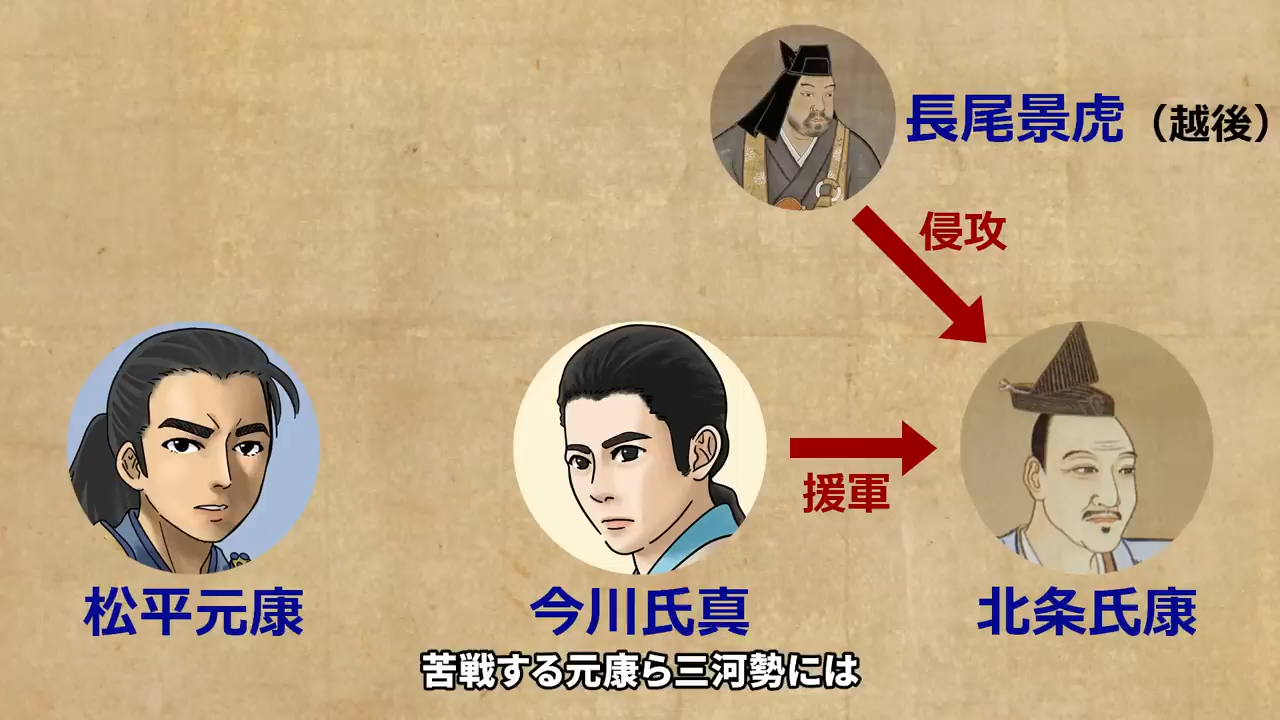 長尾景虎（越後）
侵攻
援軍
松平元康
今川氏真
北条氏康
苦戦する元康ら三河勢には